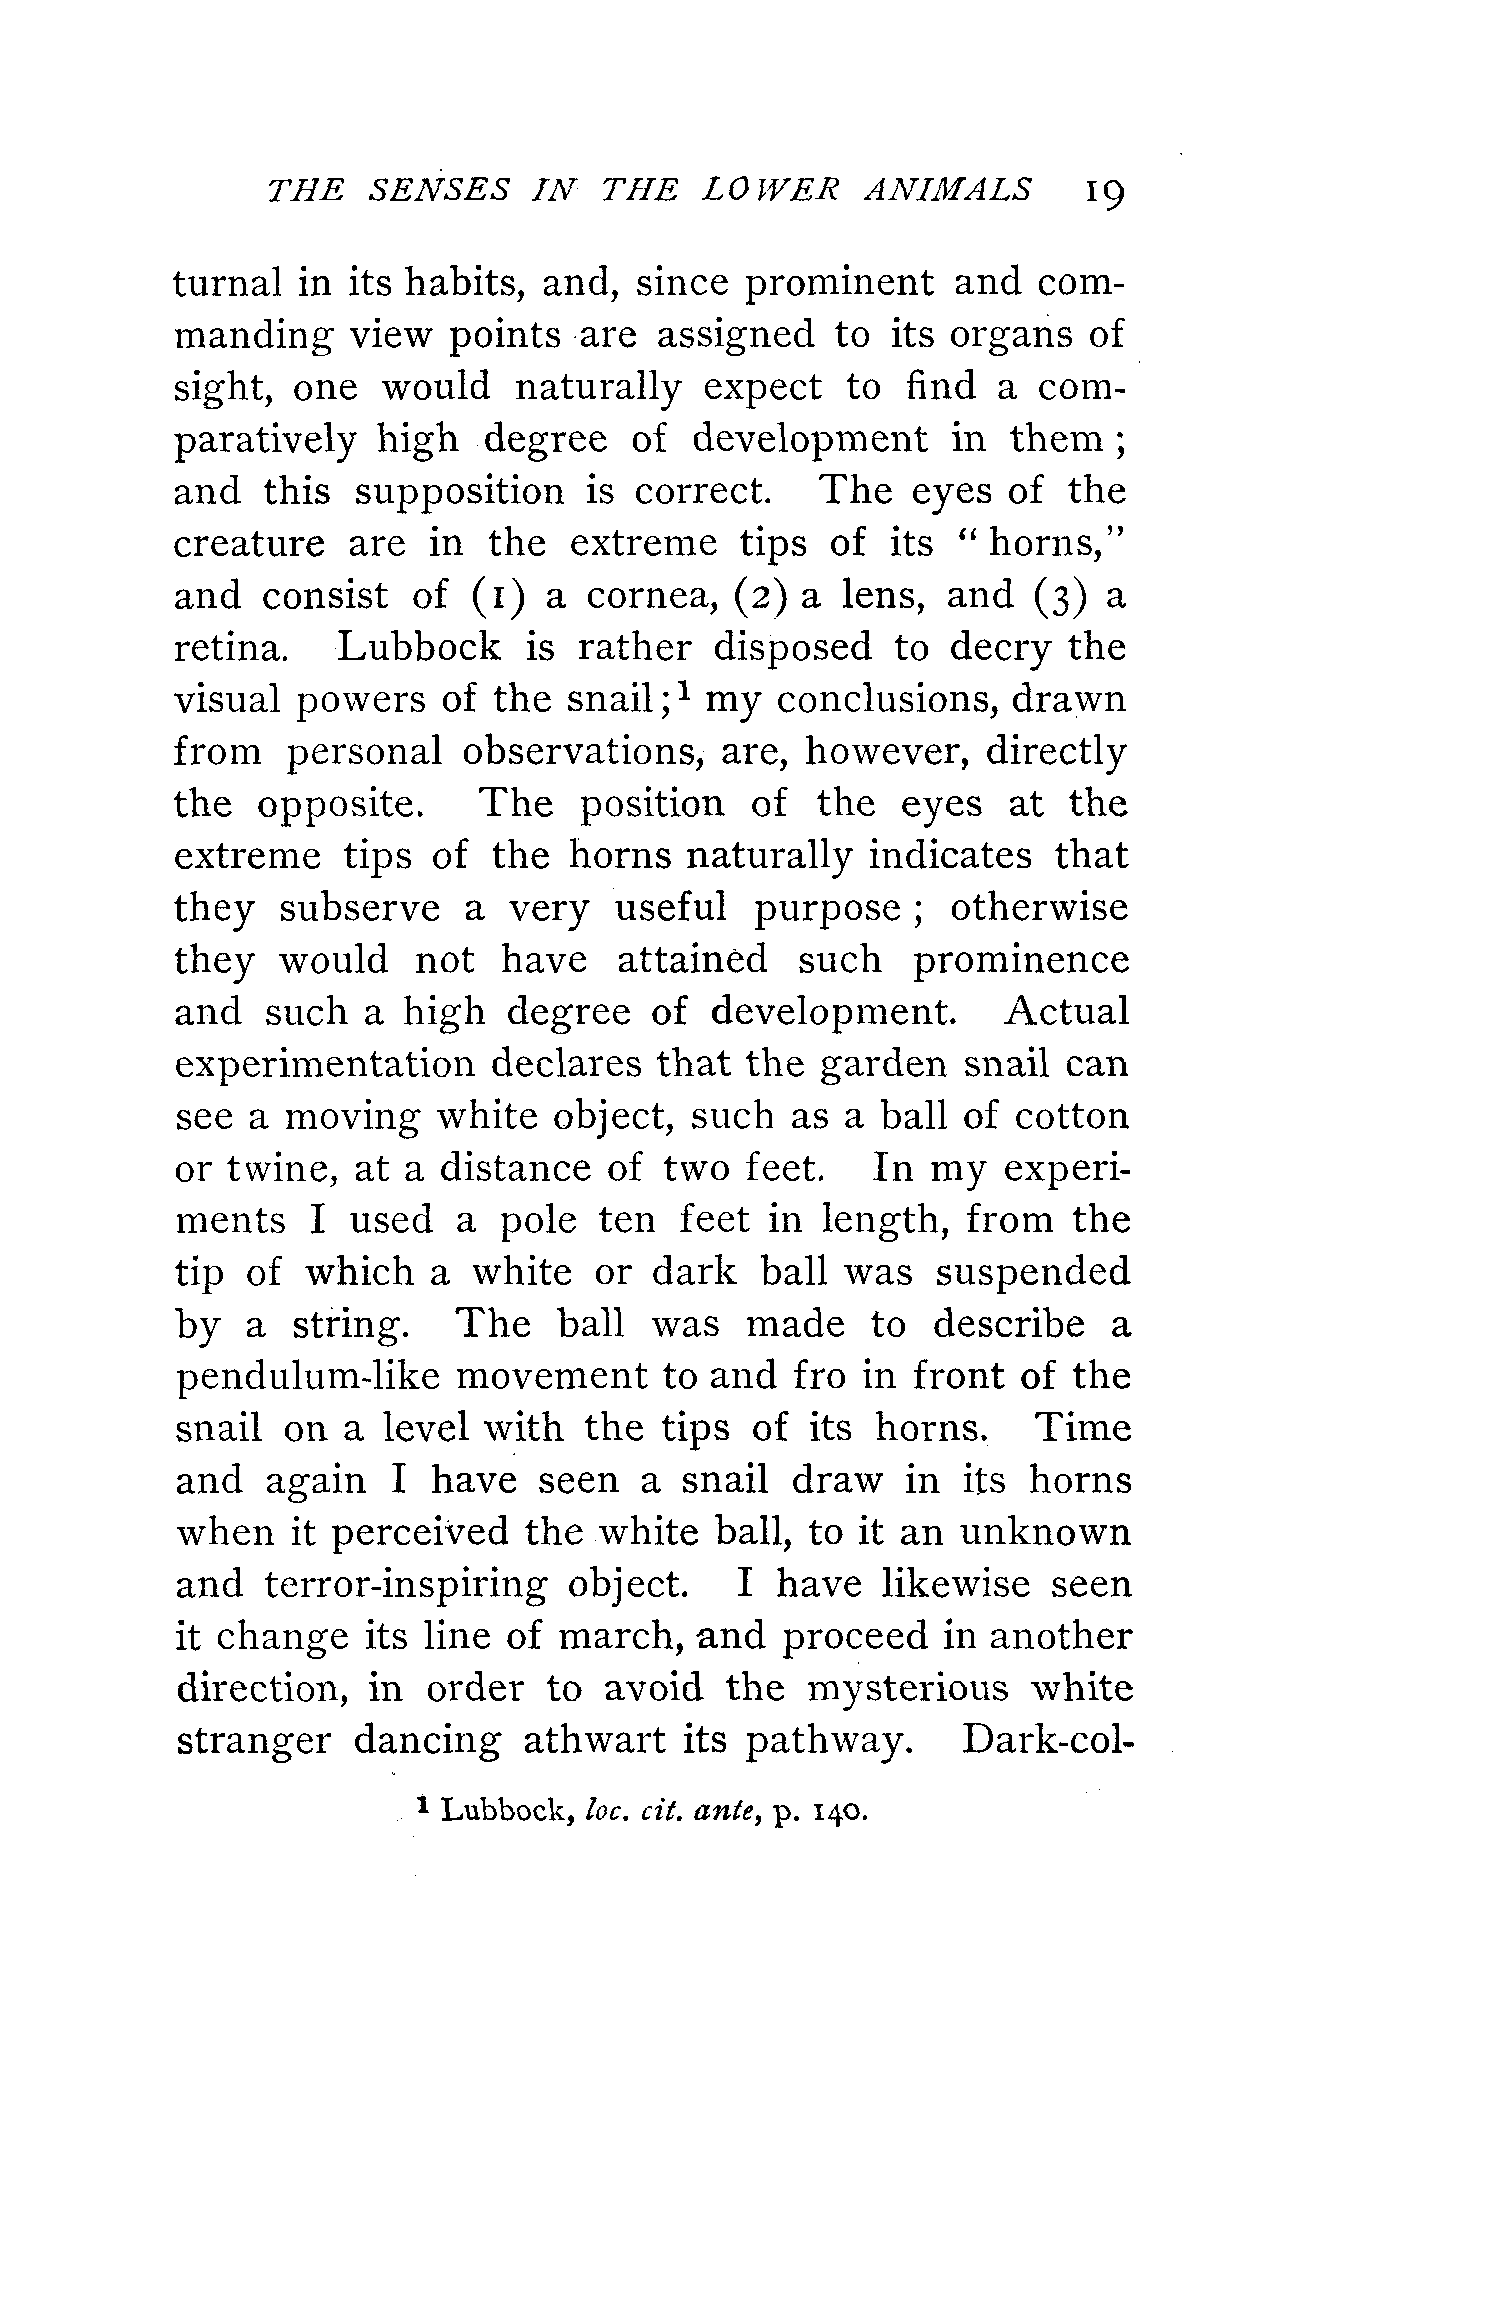 THE SENSES IN THE LOWER ANIMALS 19
turnal in its habits, and, since prominent and com-
manding view points are assigned to its organs of
sight, one would naturally expect to find a com-
paratively high degree of development in them ;
and this supposition is correct. The eyes of the
creature are in the extreme tips of its “ horns,”
and consist of (1) a cornea, (2) a lens, and (3) a
retina. Lubbock is rather disposed to decry the
visual powers of the snail ;¹ my conclusions, drawn
from personal observations, are, however, directly
the opposite. The position of the eyes at the
extreme tips of the horns naturally indicates that
they subserve a very useful purpose ; otherwise
they would not have attained such prominence
and such a high degree of development. Actual
experimentation declares that the garden snail can
see a moving white object, such as a ball of cotton
or twine, at a distance of two feet. In my experi-
ments I used a pole ten feet in length, from the
tip of which a white or dark ball was suspended
by a string. The ball was made to describe a
pendulum-like movement to and fro in front of the
snail on a level with the tips of its horns. Time
and again I have seen a snail draw in its horns
when it perceived the white ball, to it an unknown
and terror-inspiring object. I have likewise seen
it change its line of march, and proceed in another
direction, in order to avoid the mysterious white
stranger dancing athwart its pathway. Dark-col-
¹ Lubbock, loc. cit. ante, p. 140.